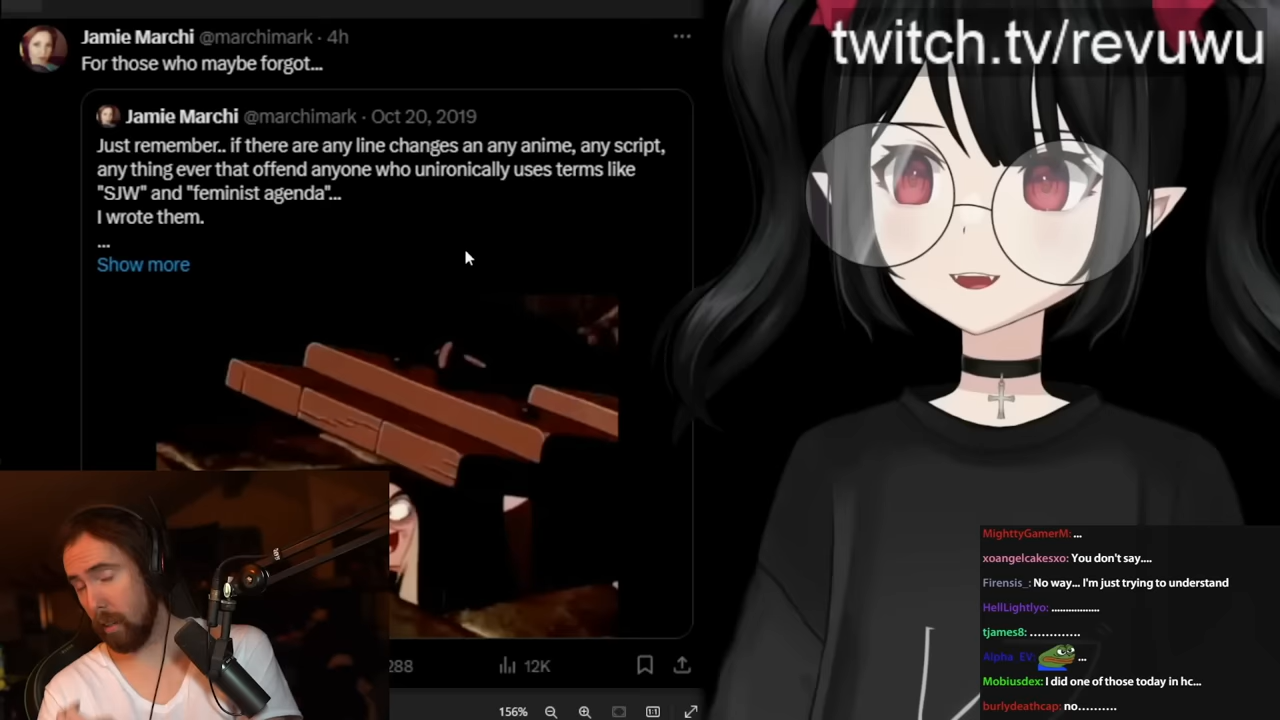 twitch.tv/revuwu
Jamie Marchi @marchimark · 4h
For those who maybe forgot...
Jamie Marchi @marchimark · Oct 20, 2019
Just remember.. if there are any line changes an any anime, any script,
any thing ever that offend anyone who unironically uses terms like
"SJW" and "feminist agenda"...
I wrote them.
...
Show more
288
12K
156%
MighttyGamerM: ...
xoangelcakesxo: You don't say....
Firensis_: No way... I'm just trying to understand
HellLightlyo: .................
tjames8: .............
Alpha_EV: ...
Mobiusdex: I did one of those today in hc...
burlydeathcap: no..........